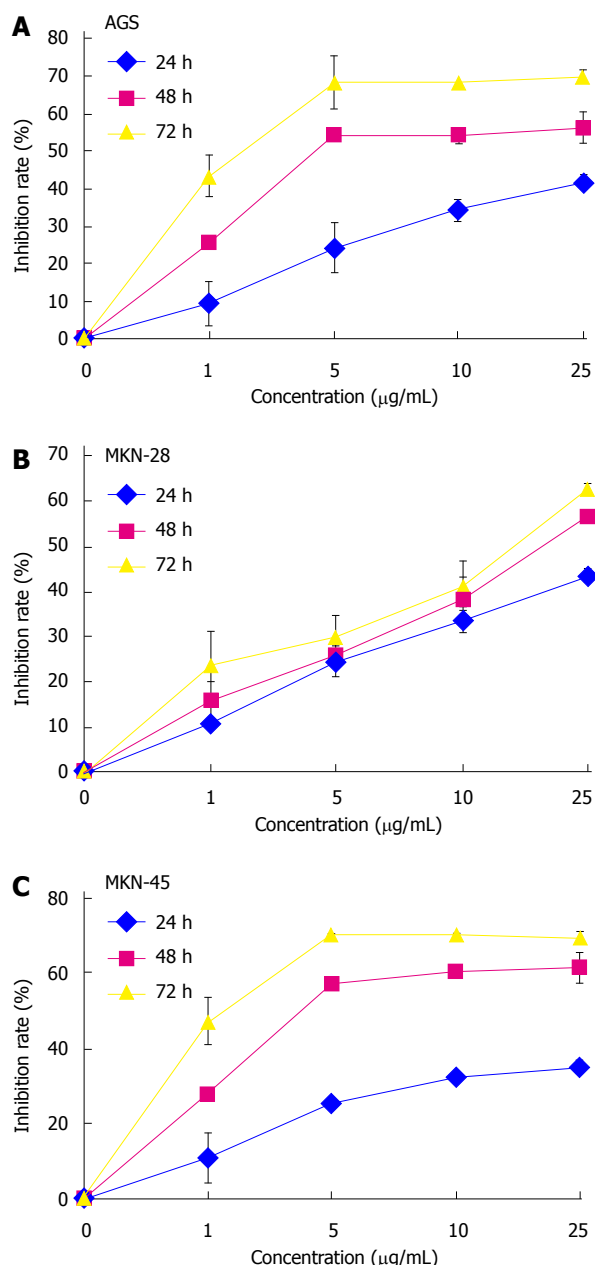 A
AGS
24 h
48 h
72 h
Inhibition rate (%)
80
70
60
50
40
30
20
10
0
0 1 5 10 25
Concentration (μg/mL)
B
MKN-28
24 h
48 h
72 h
Inhibition rate (%)
70
60
50
40
30
20
10
0
0 1 5 10 25
Concentration (μg/mL)
C
MKN-45
24 h
48 h
72 h
Inhibition rate (%)
80
60
40
20
0
0 1 5 10 25
Concentration (μg/mL)